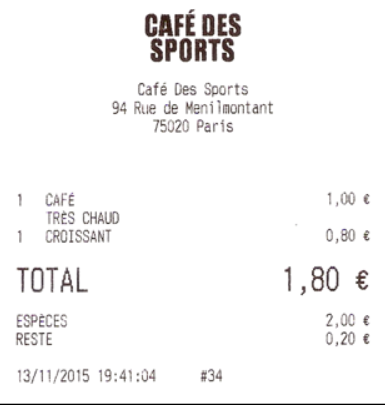 CAFÉ DES
SPORTS
Café Des Sports
94 Rue de Menilmontant
75020 Paris
1 CAFÉ 1,00 €
TRÈS CHAUD
1 CROISSANT 0,80 €
TOTAL 1,80 €
ESPÈCES 2,00 €
RESTE 0,20 €
13/11/2015 19:41:04 #34